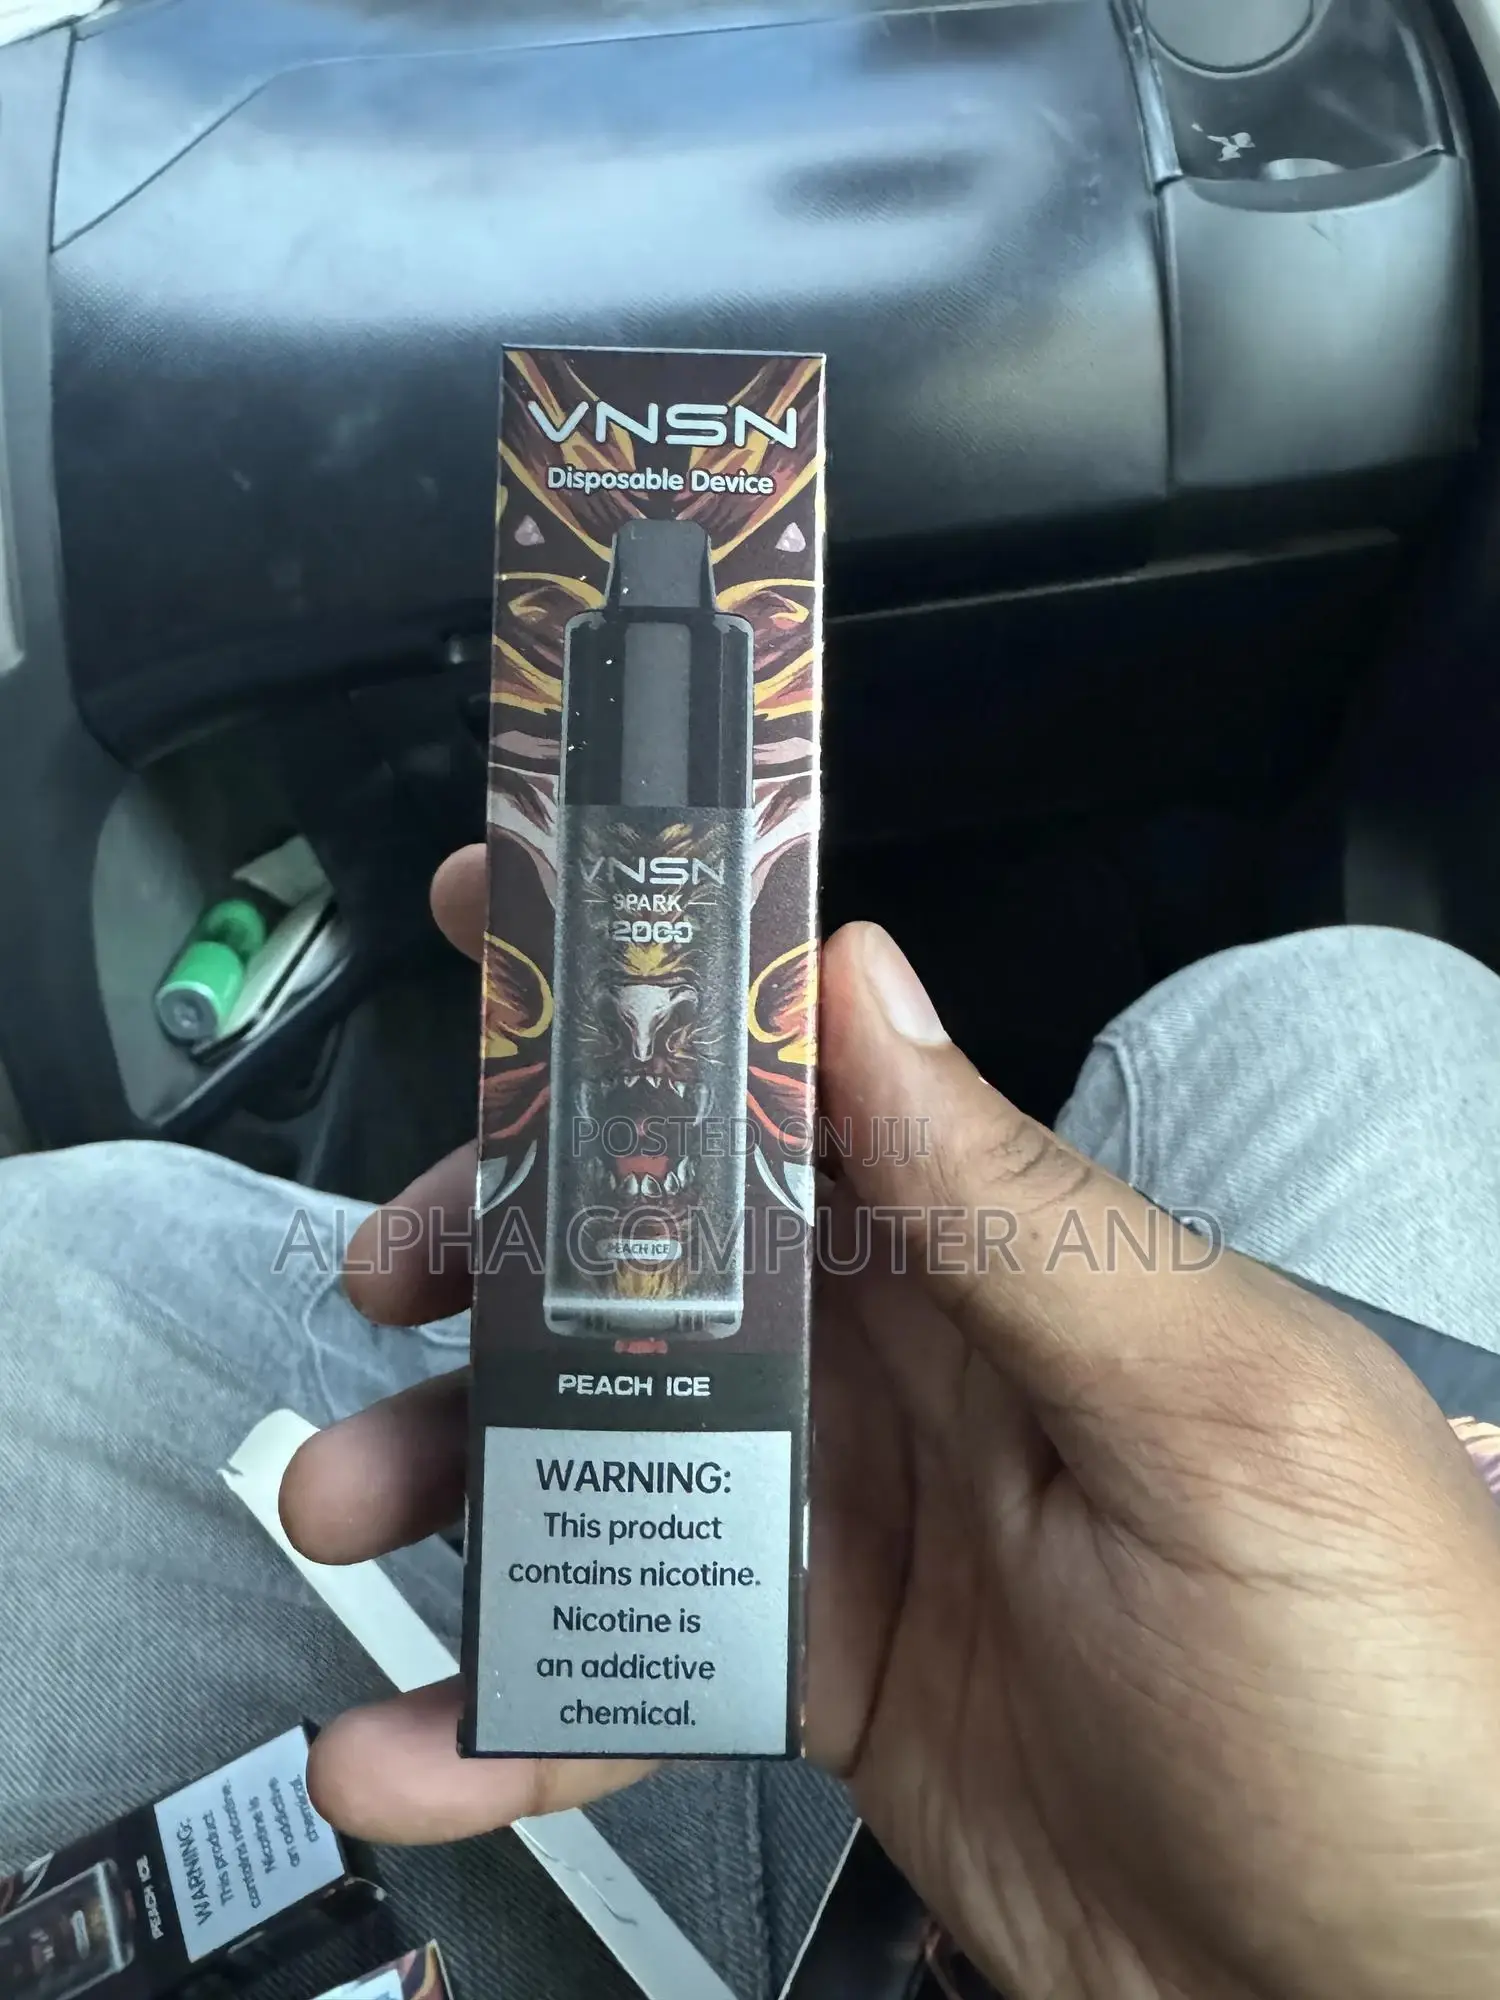 VNSN
Disposable Device
VNSN
SPARK
2000
POSTED ON JIJI
ALPHA COMPUTER AND
PEACH ICE
PEACH ICE
WARNING:
This product
contains nicotine.
Nicotine is
an addictive
chemical.
PEACH ICE
WARNING:
This product
contains nicotine.
Nicotine is
an addictive
chemical.